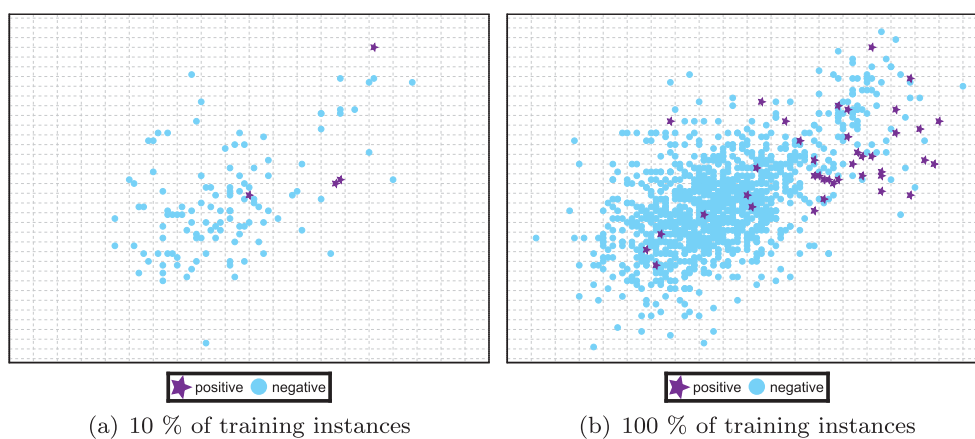 positive negative
positive negative
(a) 10 % of training instances
(b) 100 % of training instances